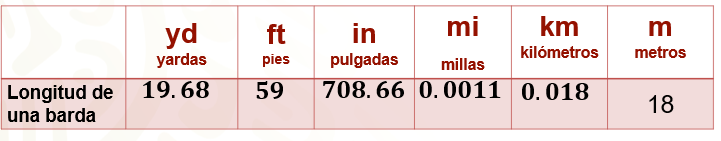 yd ft in mi km m
yardas pies pulgadas millas kilómetros metros
Longitud de una barda 19.68 59 708.66 0.0011 0.018 18